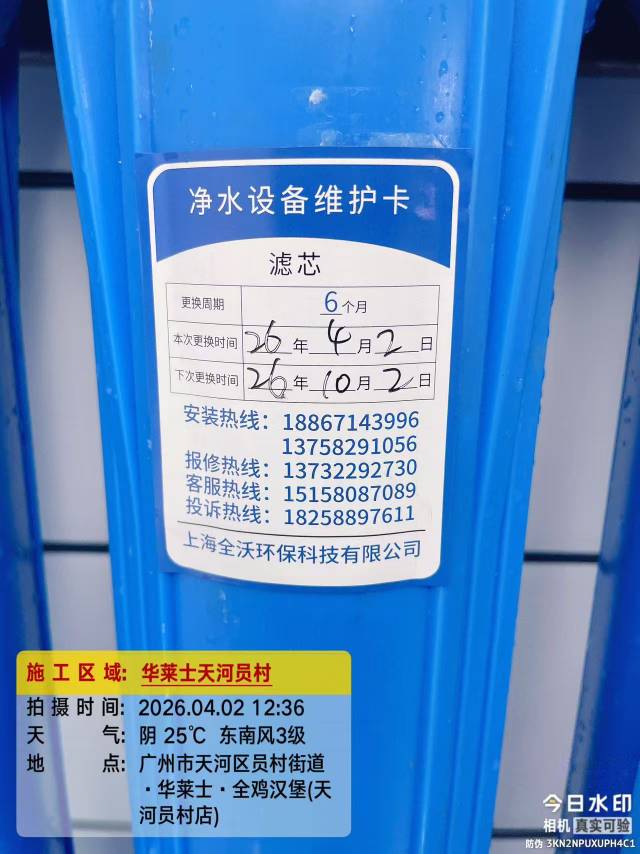 净水设备维护卡
滤芯
更换周期 6个月
本次更换时间 26年4月2日
下次更换时间 26年10月2日
安装热线：18867143996
13758291056
报修热线：13732292730
客服热线：15158087089
投诉热线：18258897611
上海全沃环保科技有限公司
施工区域：华莱士天河员村
拍摄时间：2026.04.02 12:36
天气：阴 25℃ 东南风3级
地点：广州市天河区员村街道
·华莱士·全鸡汉堡(天
河员村店)
今日水印
相机 真实可验
防伪 3KN2NPUXUPH4C1